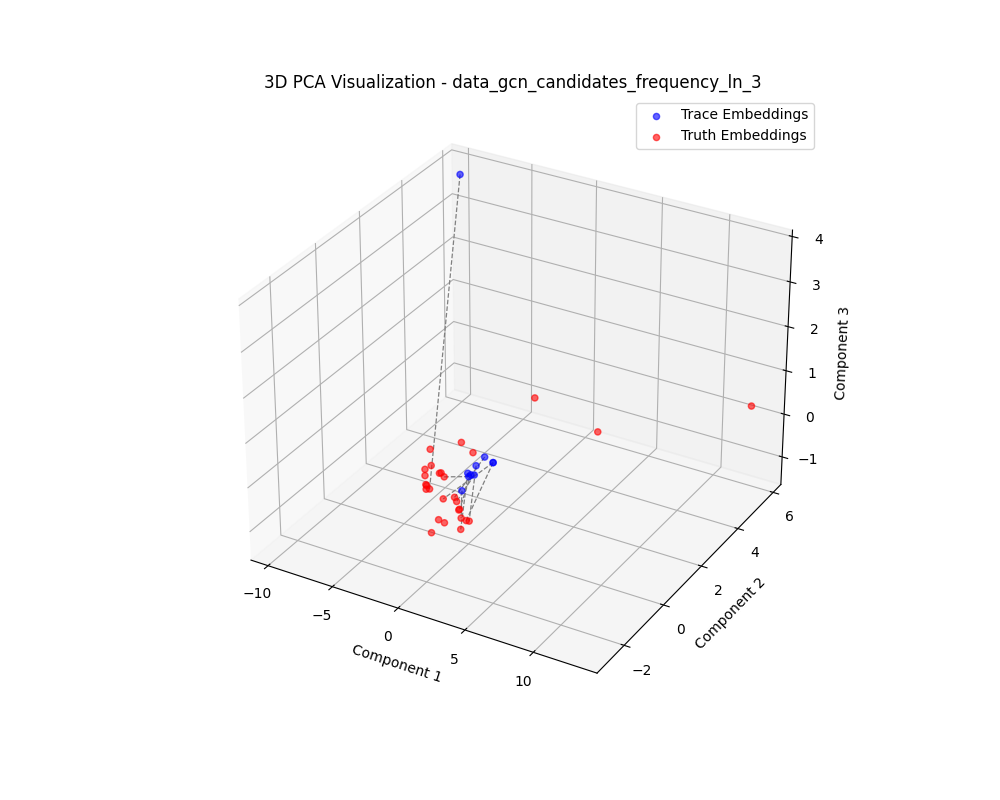 3D PCA Visualization - data_gcn_candidates_frequency_ln_3
Trace Embeddings
Truth Embeddings
4
3
2
1
0
−1
Component 3
6
4
2
0
−2
Component 2
−10
−5
0
5
10
Component 1